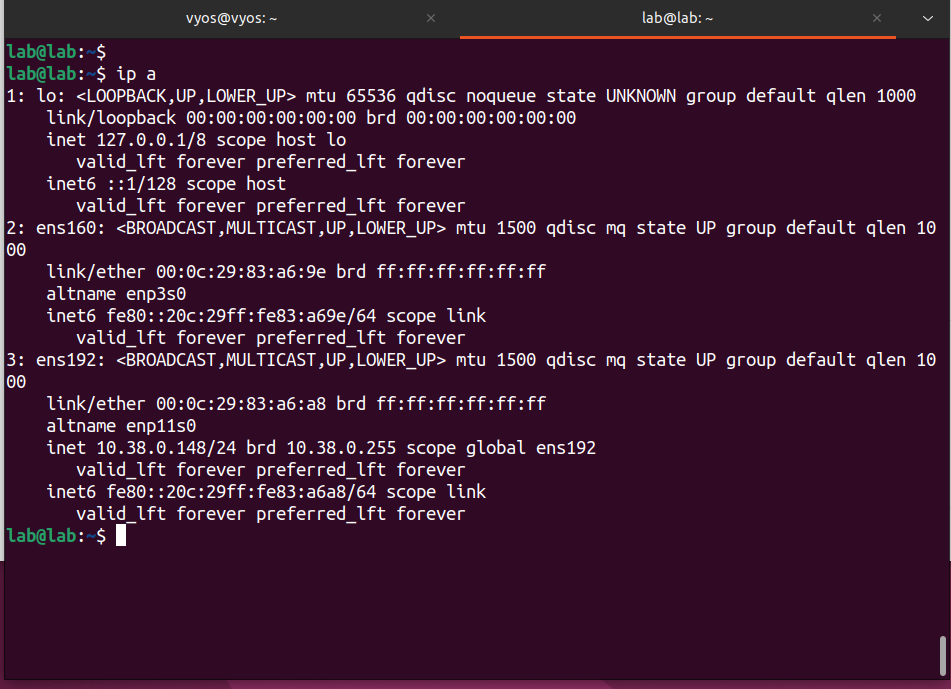 vyos@vyos: ~
lab@lab: ~
lab@lab:~$
lab@lab:~$ ip a
1: lo: <LOOPBACK,UP,LOWER_UP> mtu 65536 qdisc noqueue state UNKNOWN group default qlen 1000
    link/loopback 00:00:00:00:00:00 brd 00:00:00:00:00:00
    inet 127.0.0.1/8 scope host lo
       valid_lft forever preferred_lft forever
    inet6 ::1/128 scope host
       valid_lft forever preferred_lft forever
2: ens160: <BROADCAST,MULTICAST,UP,LOWER_UP> mtu 1500 qdisc mq state UP group default qlen 10
00
    link/ether 00:0c:29:83:a6:9e brd ff:ff:ff:ff:ff:ff
    altname enp3s0
    inet6 fe80::20c:29ff:fe83:a69e/64 scope link
       valid_lft forever preferred_lft forever
3: ens192: <BROADCAST,MULTICAST,UP,LOWER_UP> mtu 1500 qdisc mq state UP group default qlen 10
00
    link/ether 00:0c:29:83:a6:a8 brd ff:ff:ff:ff:ff:ff
    altname enp11s0
    inet 10.38.0.148/24 brd 10.38.0.255 scope global ens192
       valid_lft forever preferred_lft forever
    inet6 fe80::20c:29ff:fe83:a6a8/64 scope link
       valid_lft forever preferred_lft forever
lab@lab:~$